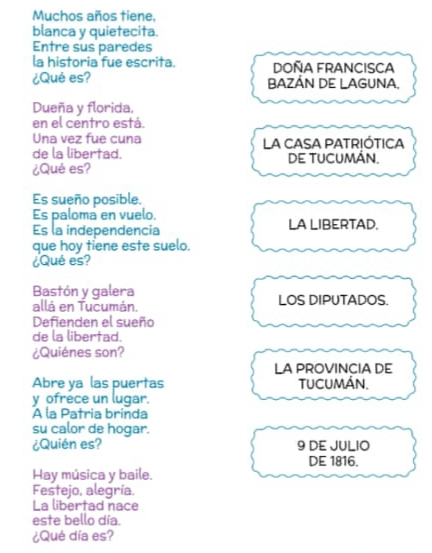 Muchos años tiene,
blanca y quietecita.
Entre sus paredes
la historia fue escrita.
¿Qué es?
Dueña y florida,
en el centro está.
Una vez fue cuna
de la libertad.
¿Qué es?
Es sueño posible.
Es paloma en vuelo.
Es la independencia
que hoy tiene este suelo.
¿Qué es?
Bastón y galera
allá en Tucumán.
Defienden el sueño
de la libertad.
¿Quiénes son?
Abre ya las puertas
y ofrece un lugar.
A la Patria brinda
su calor de hogar.
¿Quién es?
Hay música y baile.
Festejo, alegría.
La libertad nace
este bello día.
¿Qué día es?
DOÑA FRANCISCA
BAZÁN DE LAGUNA.
LA CASA PATRIÓTICA
DE TUCUMÁN.
LA LIBERTAD.
LOS DIPUTADOS.
LA PROVINCIA DE
TUCUMÁN.
9 DE JULIO
DE 1816.